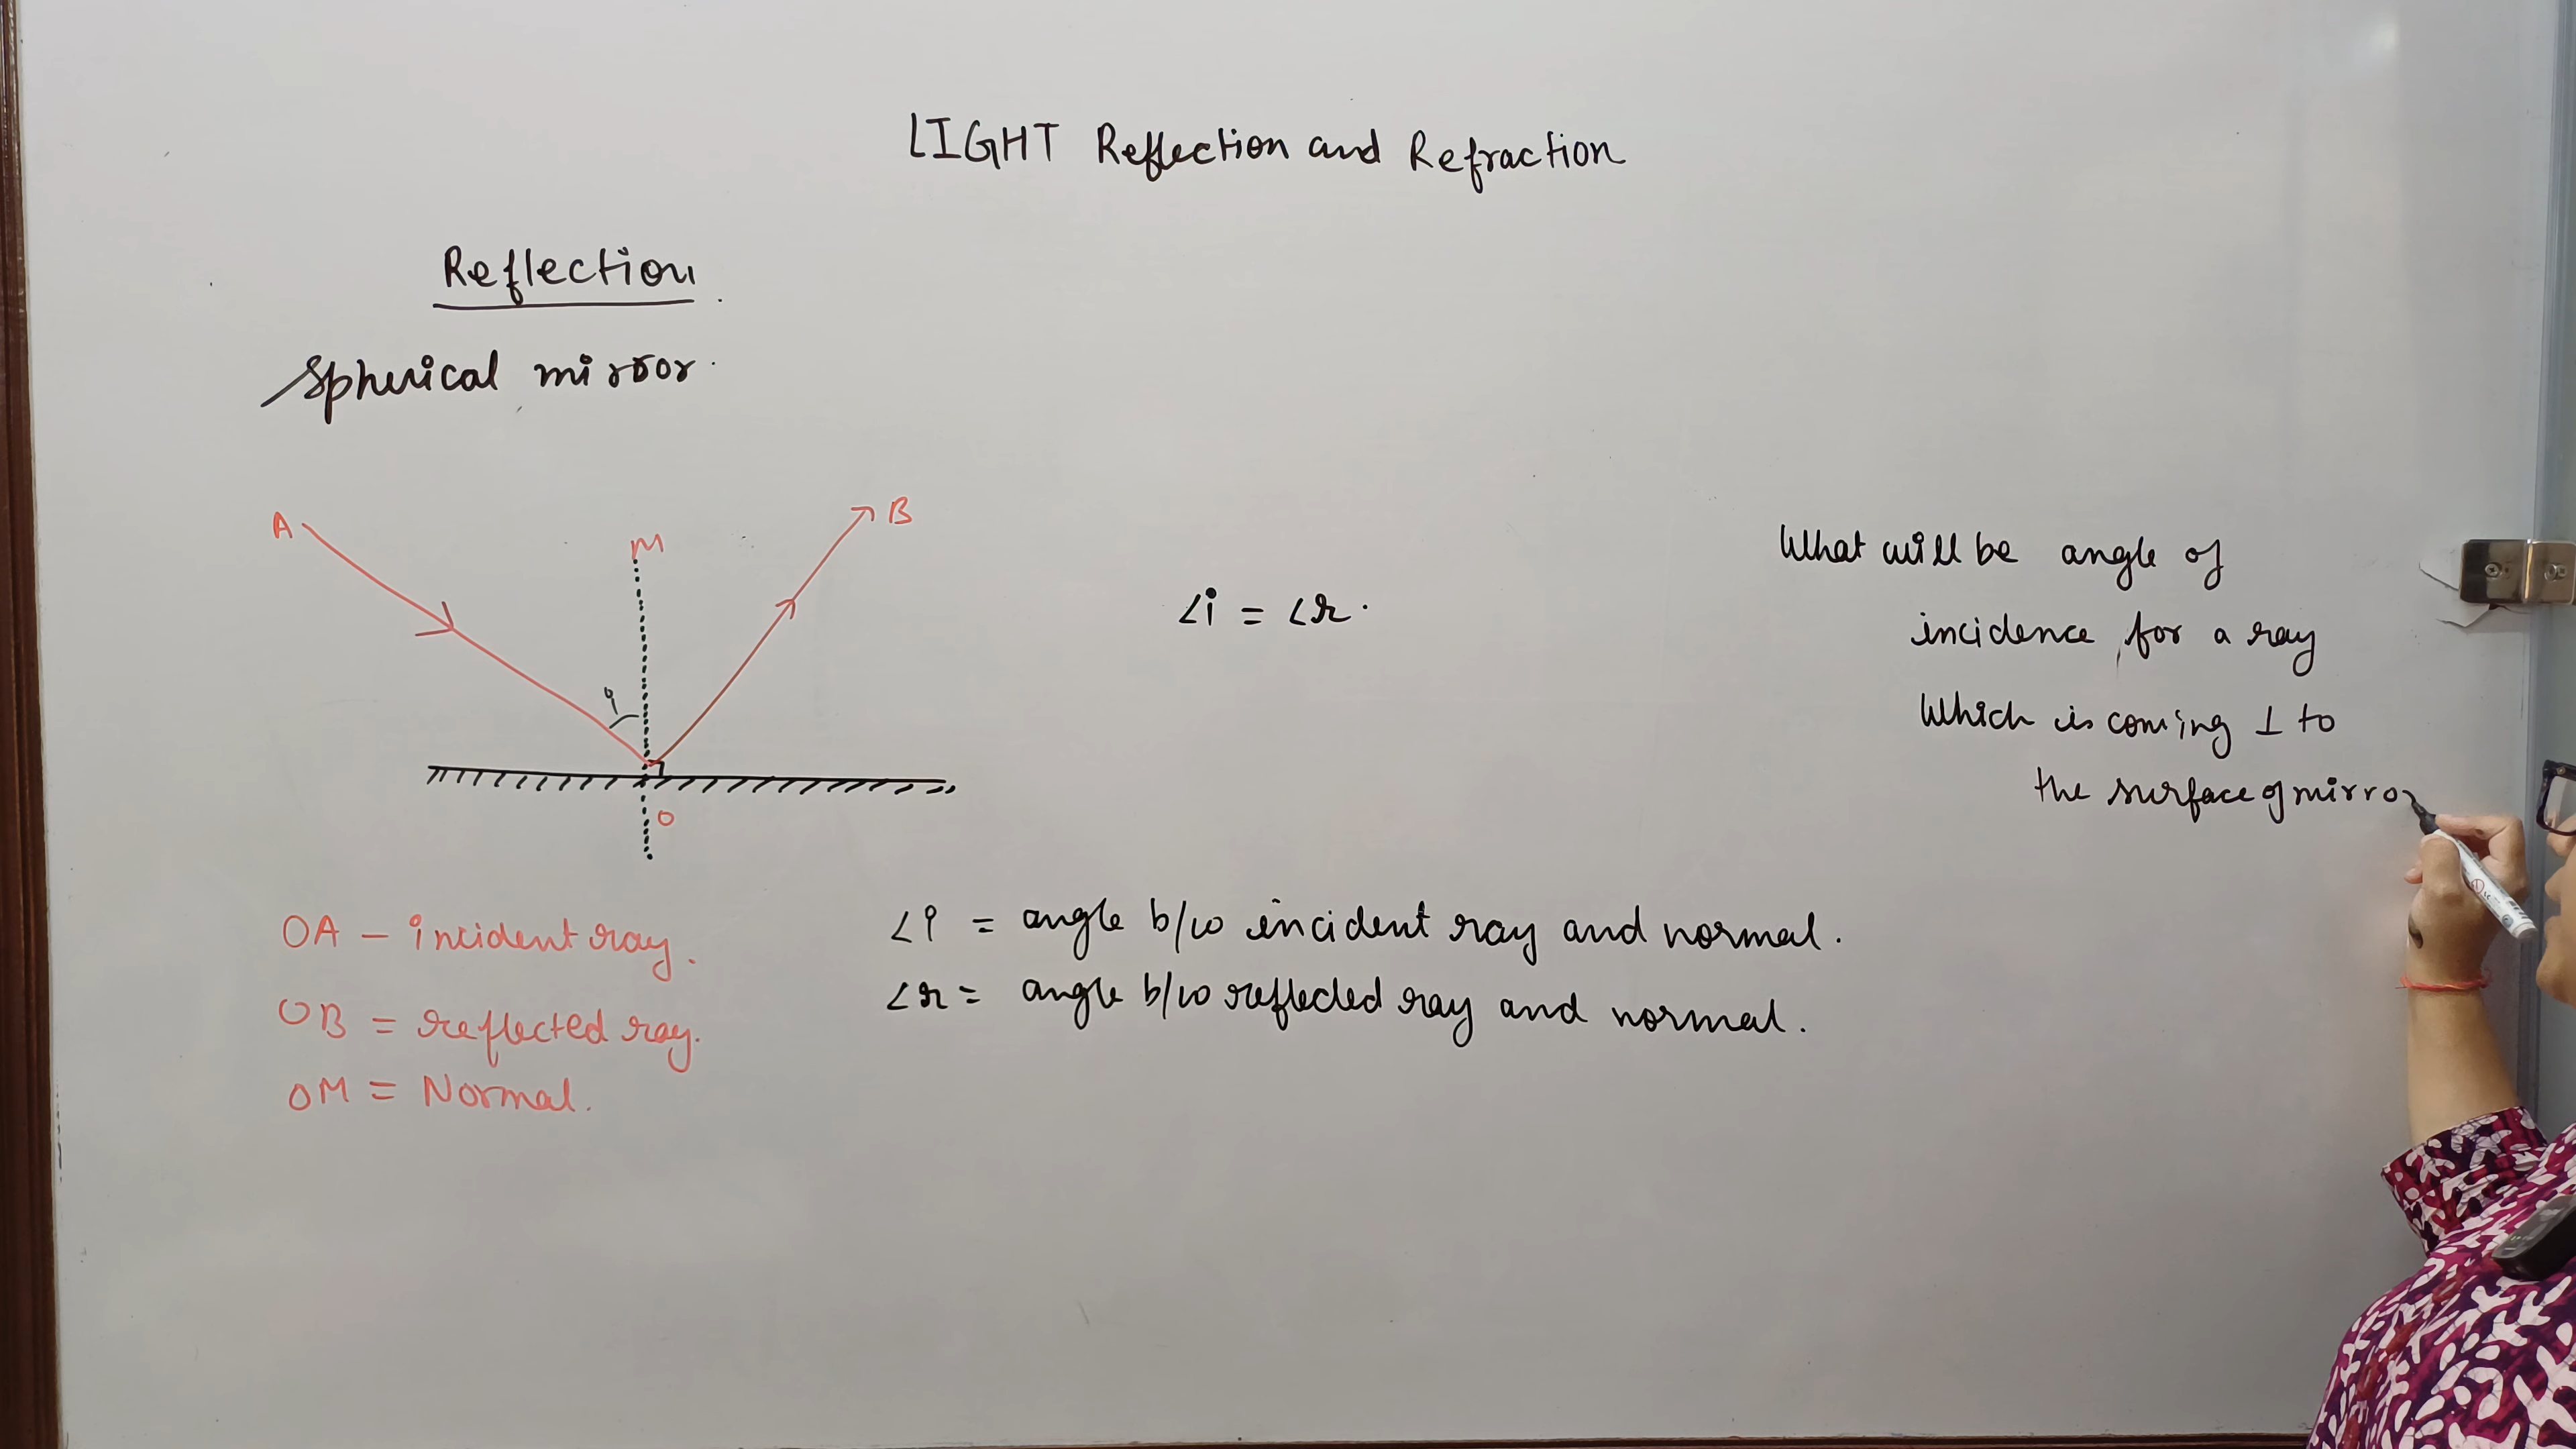 LIGHT Reflection and Refraction
Reflection
Spherical mirror.
A
M
B
i
O
∠i = ∠r.
What will be angle of
incidence for a ray
Which is coming ⊥ to
the surface of mirror
OA – incident ray.
OB = reflected ray.
OM = Normal.
∠i = angle b/w incident ray and normal.
∠r = angle b/w reflected ray and normal.